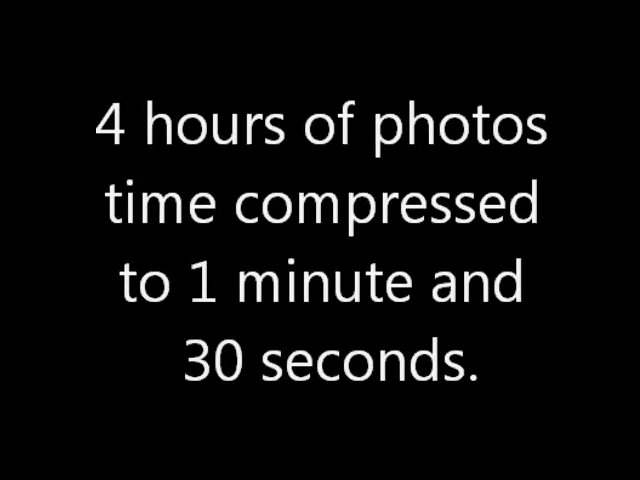 4 hours of photos
time compressed
to 1 minute and
30 seconds.